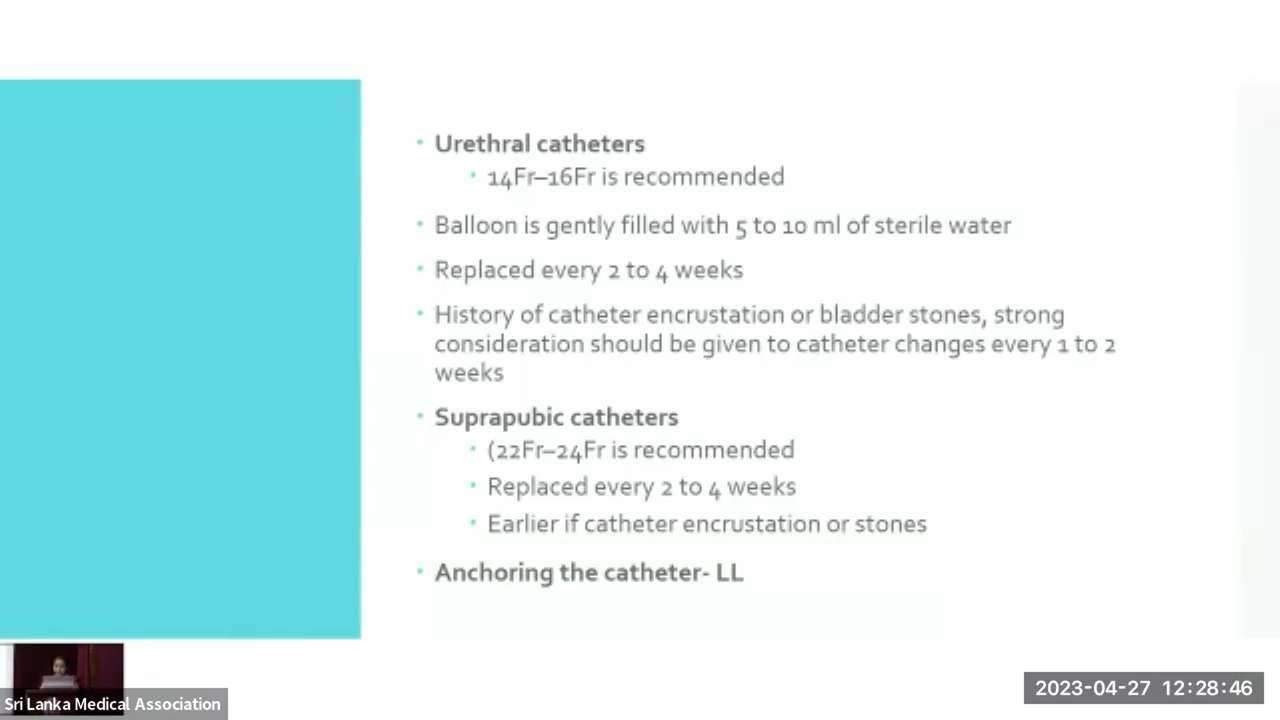 Urethral catheters
14Fr–16Fr is recommended
Balloon is gently filled with 5 to 10 ml of sterile water
Replaced every 2 to 4 weeks
History of catheter encrustation or bladder stones, strong
consideration should be given to catheter changes every 1 to 2
weeks
Suprapubic catheters
(22Fr–24Fr is recommended
Replaced every 2 to 4 weeks
Earlier if catheter encrustation or stones
Anchoring the catheter- LL
Sri Lanka Medical Association
2023-04-27 12:28:46